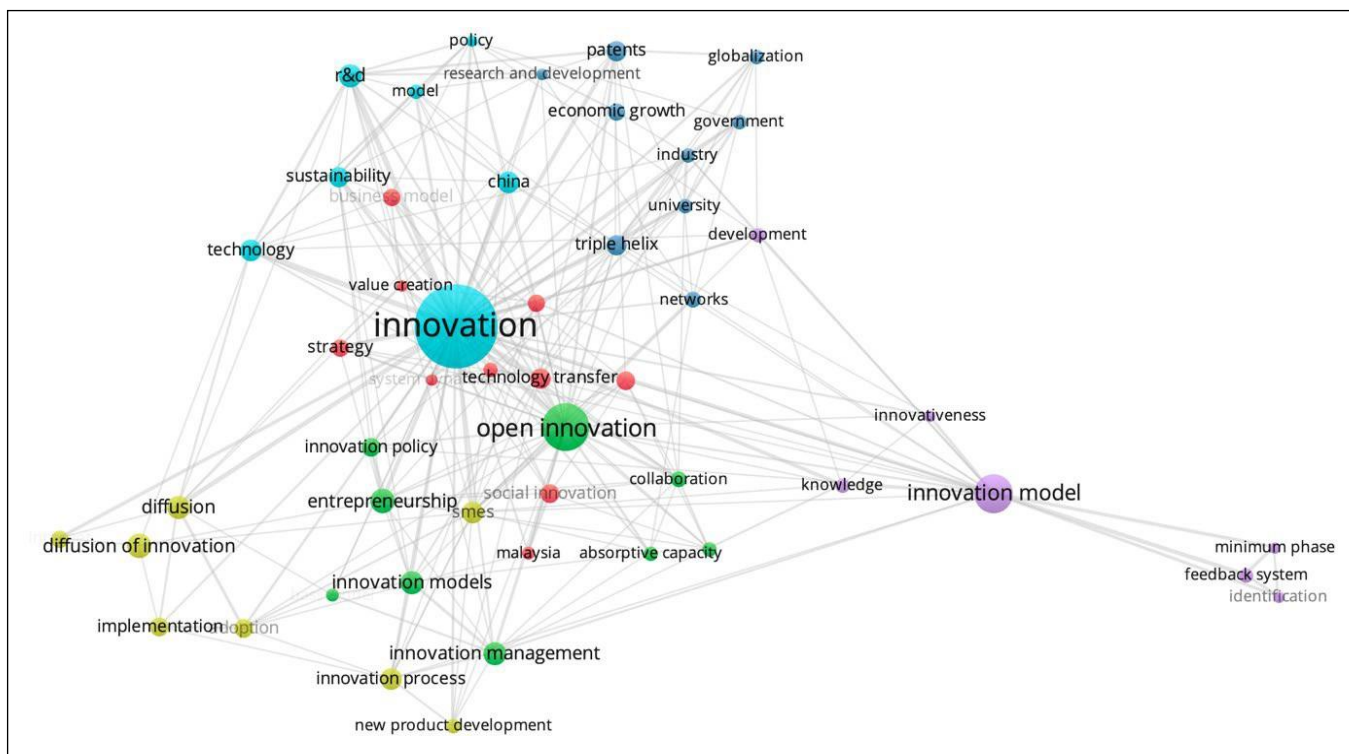 policy
patents
globalization
r&d
research and development
model
economic growth
government
industry
sustainability
china
business model
university
technology
triple helix
development
value creation
networks
innovation
strategy
technology transfer
innovativeness
open innovation
innovation policy
collaboration
knowledge
innovation model
social innovation
entrepreneurship
diffusion
smes
diffusion of innovation
malaysia
absorptive capacity
minimum phase
feedback system
innovation models
identification
implementation
adoption
innovation management
innovation process
new product development